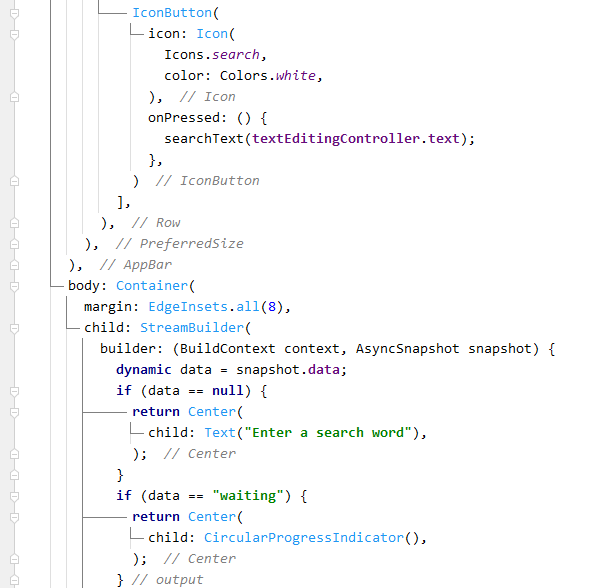 IconButton(
icon: Icon(
Icons.search,
color: Colors.white,
), // Icon
onPressed: () {
searchText(textEditingController.text);
},
) // IconButton
],
), // Row
), // PreferredSize
), // AppBar
body: Container(
margin: EdgeInsets.all(8),
child: StreamBuilder(
builder: (BuildContext context, AsyncSnapshot snapshot) {
dynamic data = snapshot.data;
if (data == null) {
return Center(
child: Text("Enter a search word"),
); // Center
}
if (data == "waiting") {
return Center(
child: CircularProgressIndicator(),
); // Center
} // output